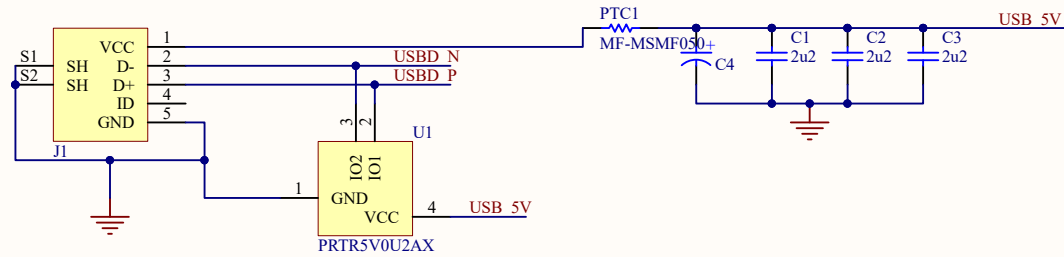 PTC1
USB_5V
MF-MSMF050
+
C4
C1
2u2
C2
2u2
C3
2u2
S1
S2
SH
SH
VCC
D-
D+
ID
GND
1
2
3
4
5
USBD_N
USBD_P
J1
3
2
U1
IO2
IO1
1
GND
VCC
4
USB_5V
PRTR5V0U2AX